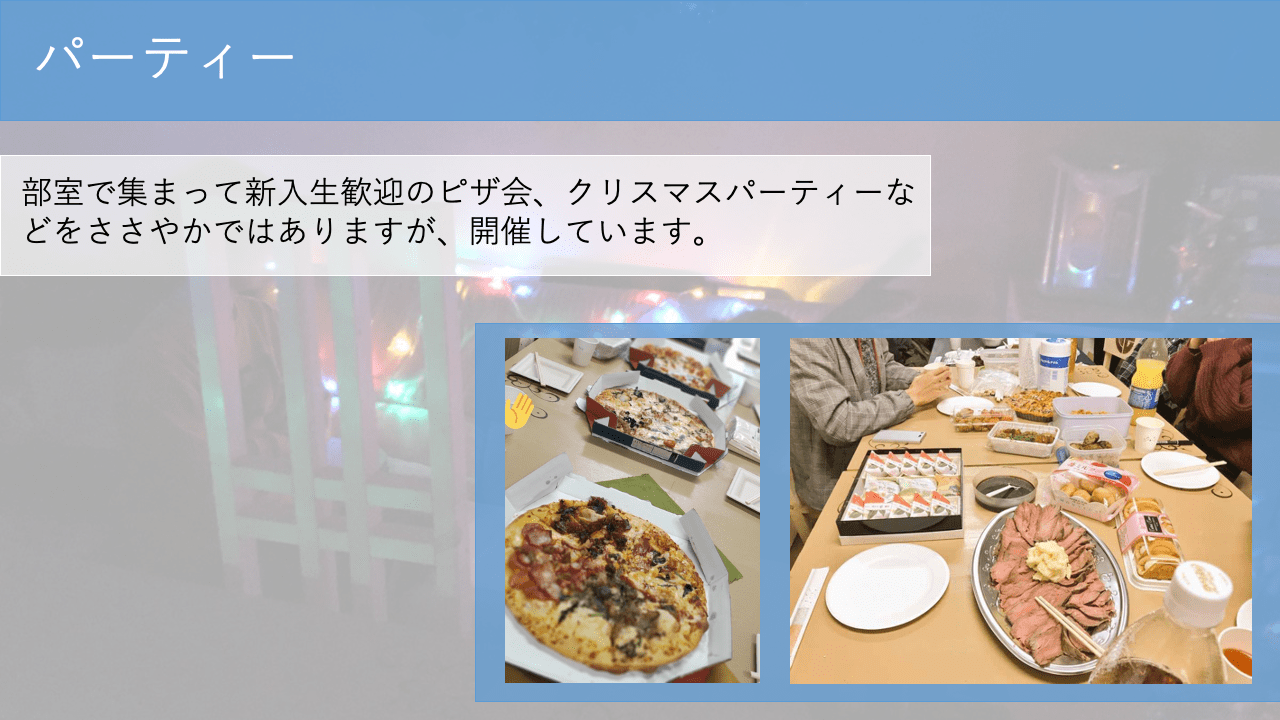 パーティー
部室で集まって新入生歓迎のピザ会、クリスマスパーティーな
どをささやかではありますが、開催しています。